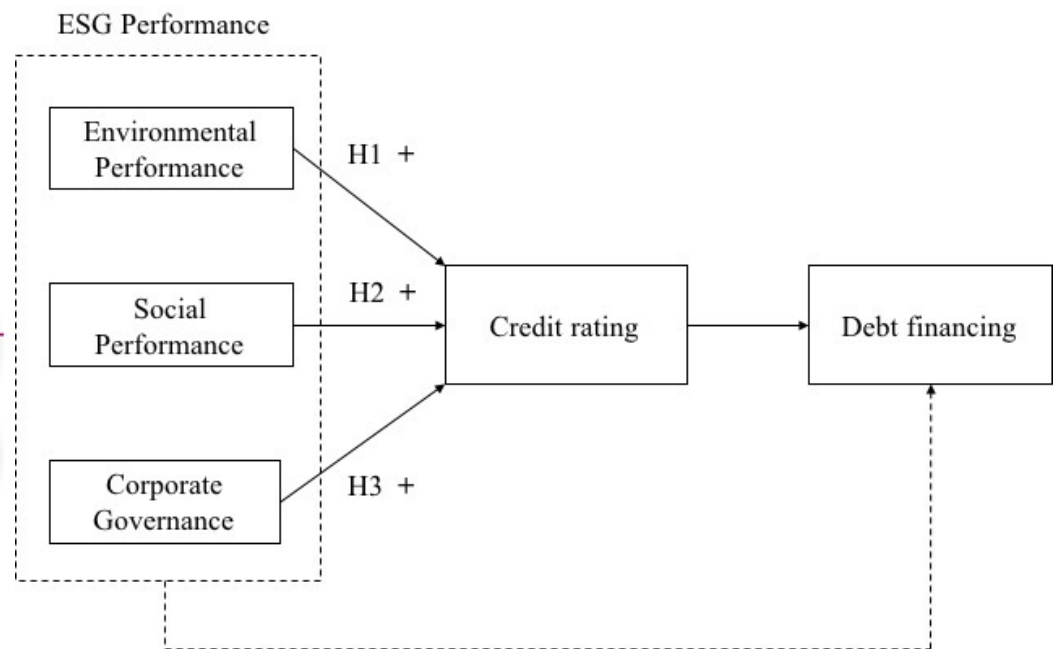 ESG Performance
Environmental
Performance
H1 +
Social
Performance
H2 +
Credit rating
Debt financing
Corporate
Governance
H3 +